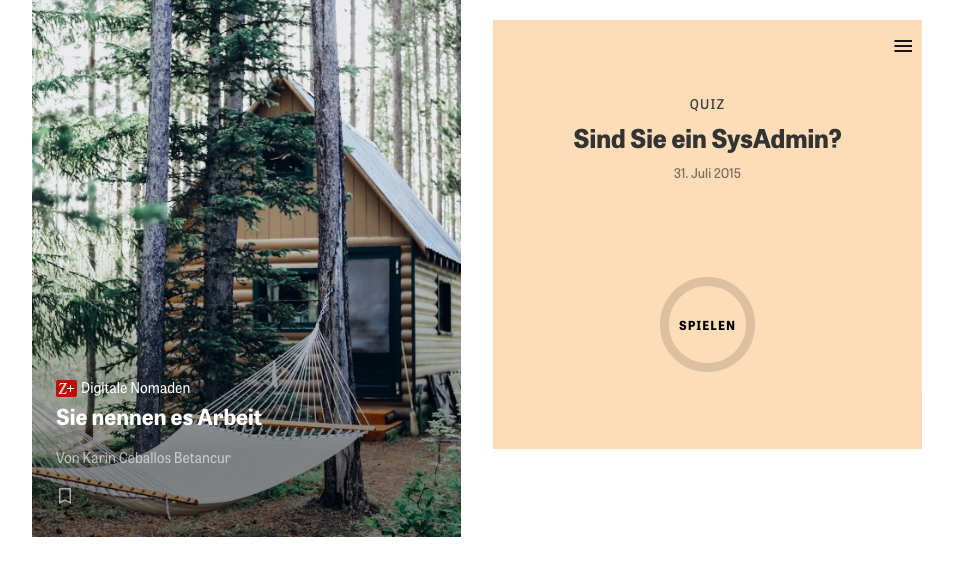 Z+ Digitale Nomaden
Sie nennen es Arbeit
Von Karin Ceballos Betancur
QUIZ
Sind Sie ein SysAdmin?
31. Juli 2015
SPIELEN